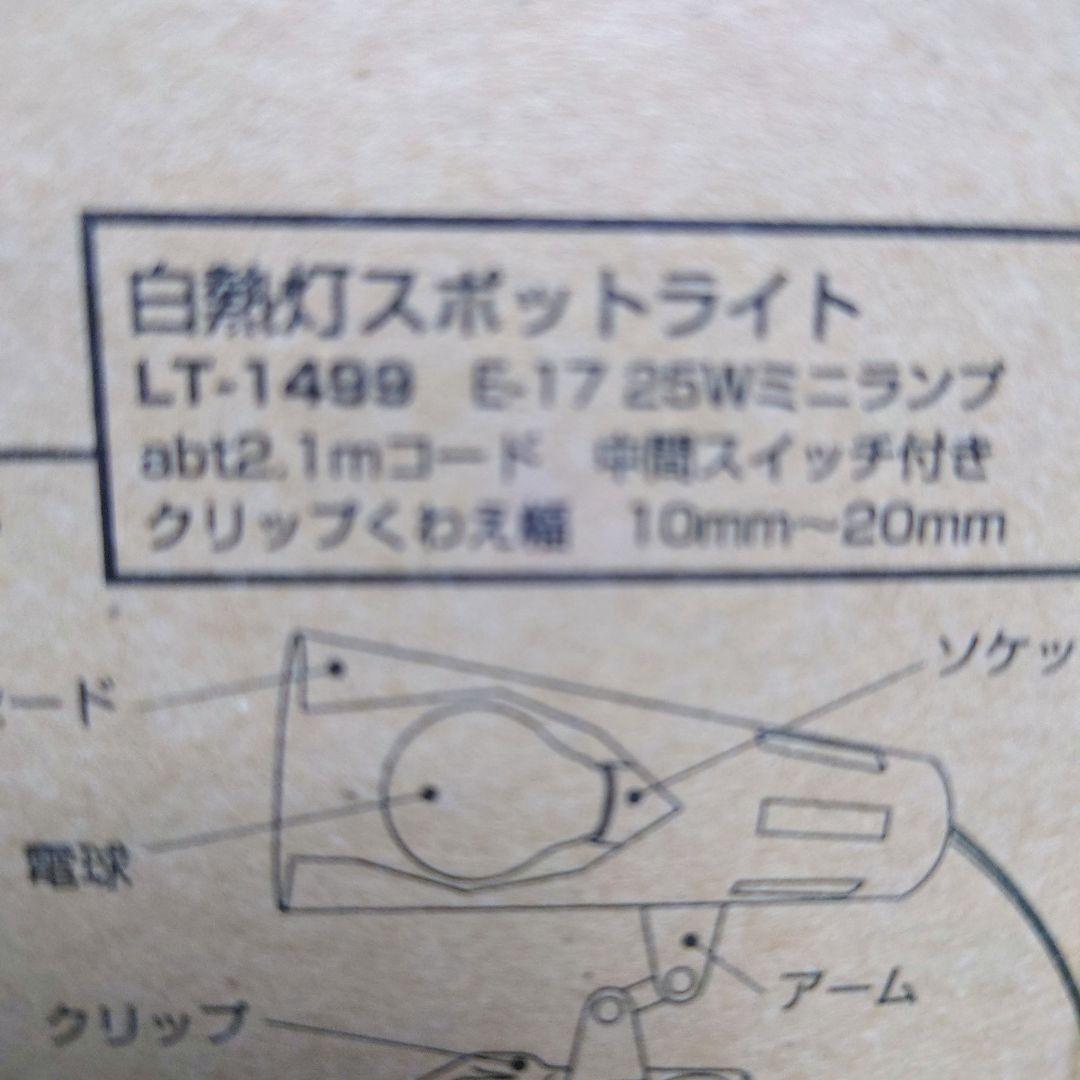 白熱灯スポットライト
LT-1499 E-17 25Wミニランプ
abt2.1mコード 中間スイッチ付き
クリップくわえ幅 10mm〜20mm
ソケッ
ード
電球
アーム
クリップ